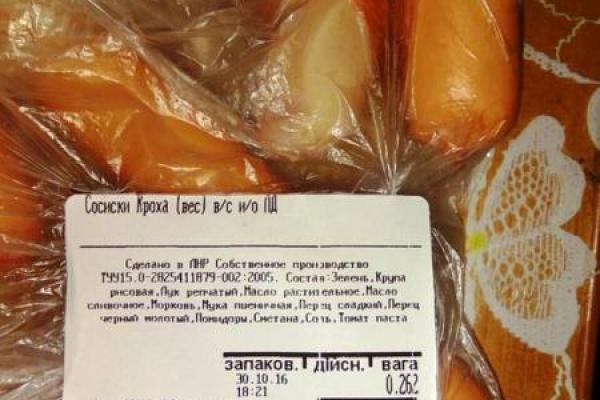 Сосиски Кроха (вес) в/с и/о ПД
Сделано в ЛНР Собственное производство
ТУУ15.0-2825411879-002:2005. Состав:Зелень,Крупа
рисовая,Лук репчатый,Масло растительное,Масло
сливочное,Морковь,Мука пшеничная,Перец сладкий,Перец
черный молотый,Помидоры,Сметана,Соль,Томат паста
запаков. дійсн. вага
30.10.16 0.262
18:21